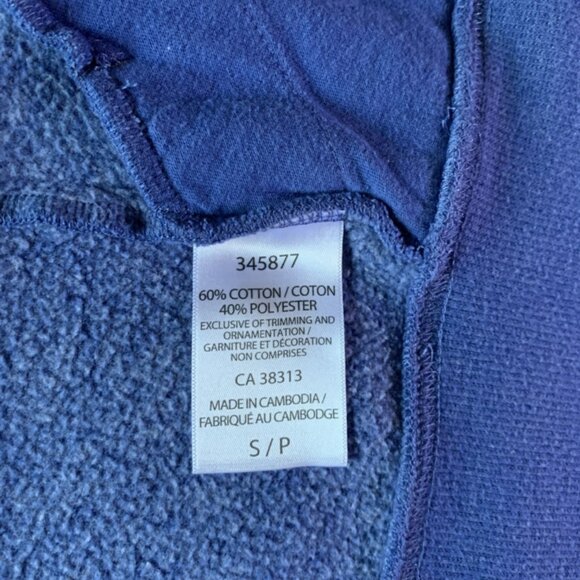 345877
60% COTTON / COTON
40% POLYESTER
EXCLUSIVE OF TRIMMING AND
ORNAMENTATION /
GARNITURE ET DÉCORATION
NON COMPRISES
CA 38313
MADE IN CAMBODIA /
FABRIQUÉ AU CAMBODGE
S / P